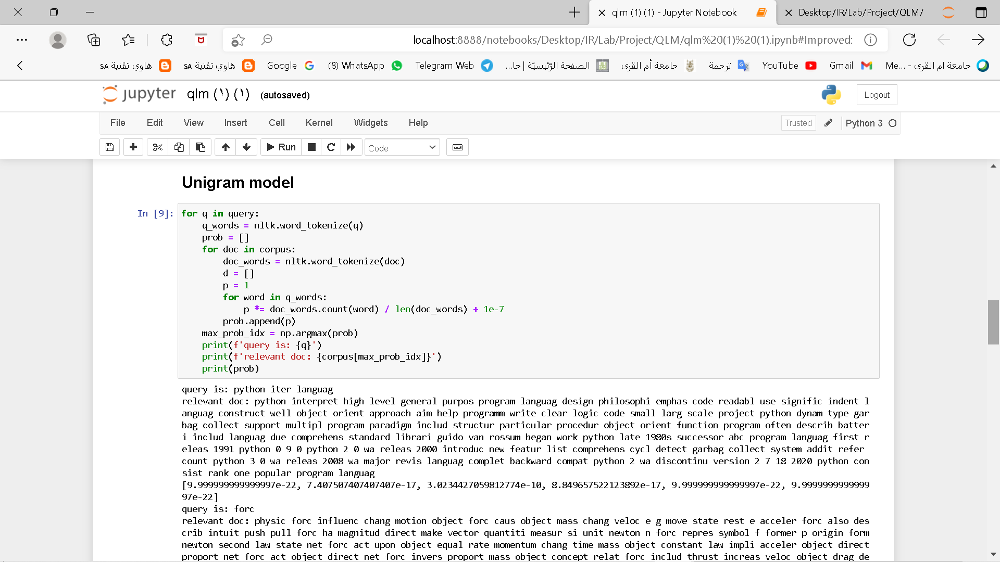 qlm (1) (1) - Jupyter Notebook
Desktop/IR/Lab/Project/QLM/
localhost:8888/notebooks/Desktop/IR/Lab/Project/QLM/qlm%20(1)%20(1).ipynb#Improved:
هاوي تقنية SA
هاوي تقنية SA
Google
(8) WhatsApp
Telegram Web
الصفحة الرّئيسيّة | جا...
جامعة أم القرى
ترجمة
YouTube
Gmail
جامعة ام القرى - Me...
jupyter qlm (١) (١) (autosaved)
Logout
File Edit View Insert Cell Kernel Widgets Help
Trusted
Python 3
Run
Code
Unigram model
In [9]:
for q in query:
    q_words = nltk.word_tokenize(q)
    prob = []
    for doc in corpus:
        doc_words = nltk.word_tokenize(doc)
        d = []
        p = 1
        for word in q_words:
            p *= doc_words.count(word) / len(doc_words) + 1e-7
        prob.append(p)
    max_prob_idx = np.argmax(prob)
    print(f'query is: {q}')
    print(f'relevant doc: {corpus[max_prob_idx]}')
    print(prob)
query is: python iter languag
relevant doc: python interpret high level general purpos program languag design philosophi emphas code readabl use signific indent l
anguag construct well object orient approach aim help programm write clear logic code small larg scale project python dynam type gar
bag collect support multipl program paradigm includ structur particular procedur object orient function program often describ batter
i includ languag due comprehens standard librari guido van rossum began work python late 1980s successor abc program languag first r
eleas 1991 python 0 9 0 python 2 0 wa releas 2000 introduc new featur list comprehens cycl detect garbag collect system addit refer
count python 3 0 wa releas 2008 wa major revis languag complet backward compat python 2 wa discontinu version 2 7 18 2020 python con
sist rank one popular program languag
[9.999999999999997e-22, 7.407507407407407e-17, 3.0234427059812774e-10, 8.849657522123892e-17, 9.999999999999997e-22, 9.9999999999999
97e-22]
query is: forc
relevant doc: physic forc influenc chang motion object forc caus object mass chang veloc e g move state rest e acceler forc also des
crib intuit push pull forc ha magnitud direct make vector quantiti measur si unit newton n forc repres symbol f former p origin form
newton second law state net forc act upon object equal rate momentum chang time mass object constant law impli acceler object direct
proport net forc act object direct net forc invers proport mass object concept relat forc includ thrust increas veloc object drag de